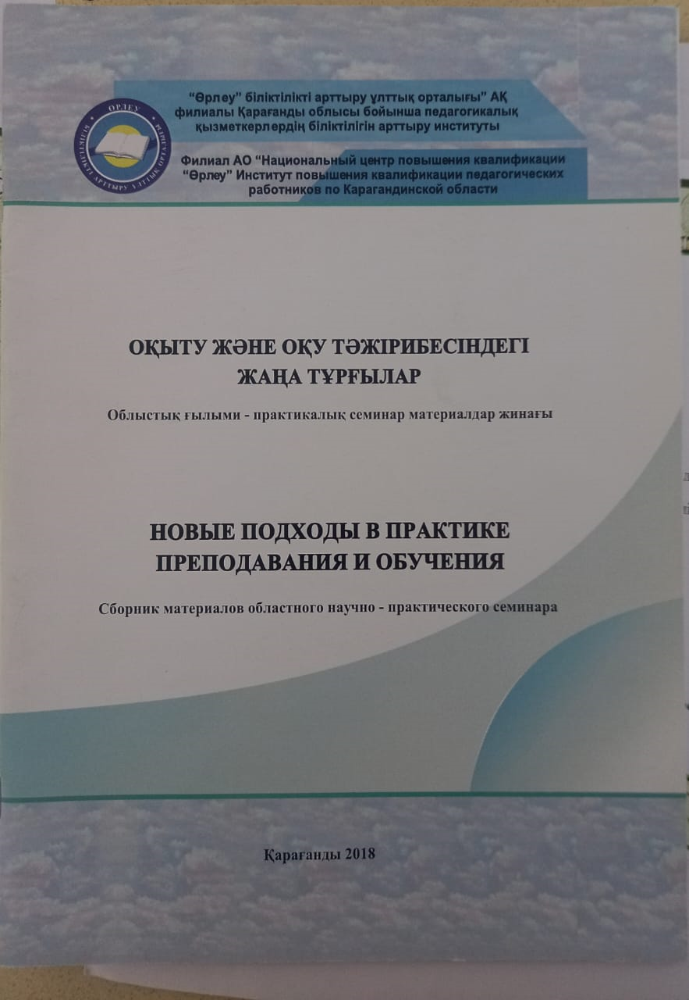 “Өрлеу” біліктілікті арттыру ұлттық орталығы” АҚ
филиалы Қарағанды облысы бойынша педагогикалық
қызметкерлердің біліктілігін арттыру институты
ӨРЛЕУ
БІЛІКТІЛІКТІ АРТТЫРУ ҰЛТТЫҚ ОРТАЛЫҒЫ
Филиал АО “Национальный центр повышения квалификации
“Өрлеу” Институт повышения квалификации педагогических
работников по Карагандинской области
ОҚЫТУ ЖӘНЕ ОҚУ ТӘЖІРИБЕСІНДЕГІ
ЖАҢА ТҰРҒЫЛАР
Облыстық ғылыми - практикалық семинар материалдар жинағы
НОВЫЕ ПОДХОДЫ В ПРАКТИКЕ
ПРЕПОДАВАНИЯ И ОБУЧЕНИЯ
Сборник материалов областного научно - практического семинара
Қарағанды 2018